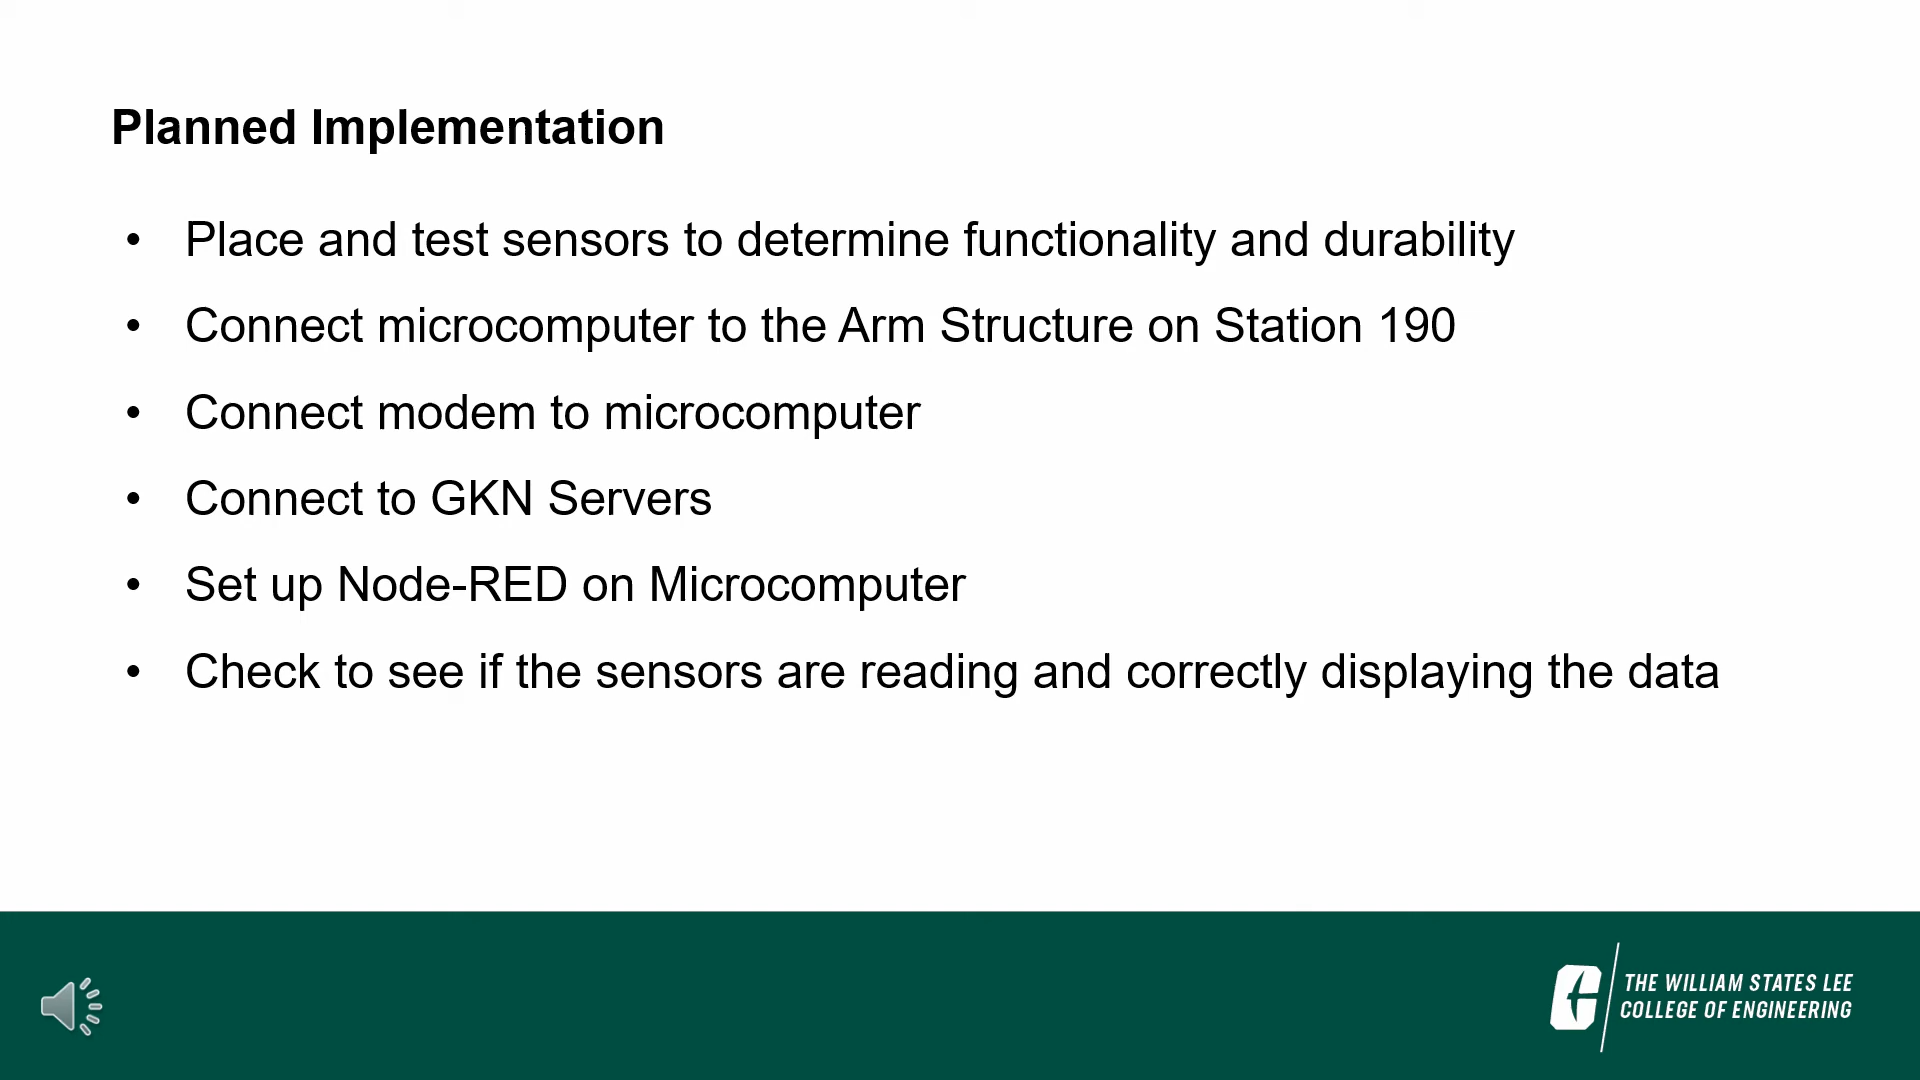 Planned Implementation
• Place and test sensors to determine functionality and durability
• Connect microcomputer to the Arm Structure on Station 190
• Connect modem to microcomputer
• Connect to GKN Servers
• Set up Node-RED on Microcomputer
• Check to see if the sensors are reading and correctly displaying the data
THE WILLIAM STATES LEE
COLLEGE OF ENGINEERING